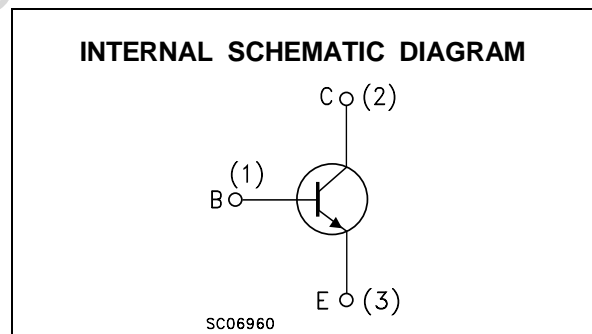 INTERNAL SCHEMATIC DIAGRAM
C (2)
(1)
B
E (3)
SC06960